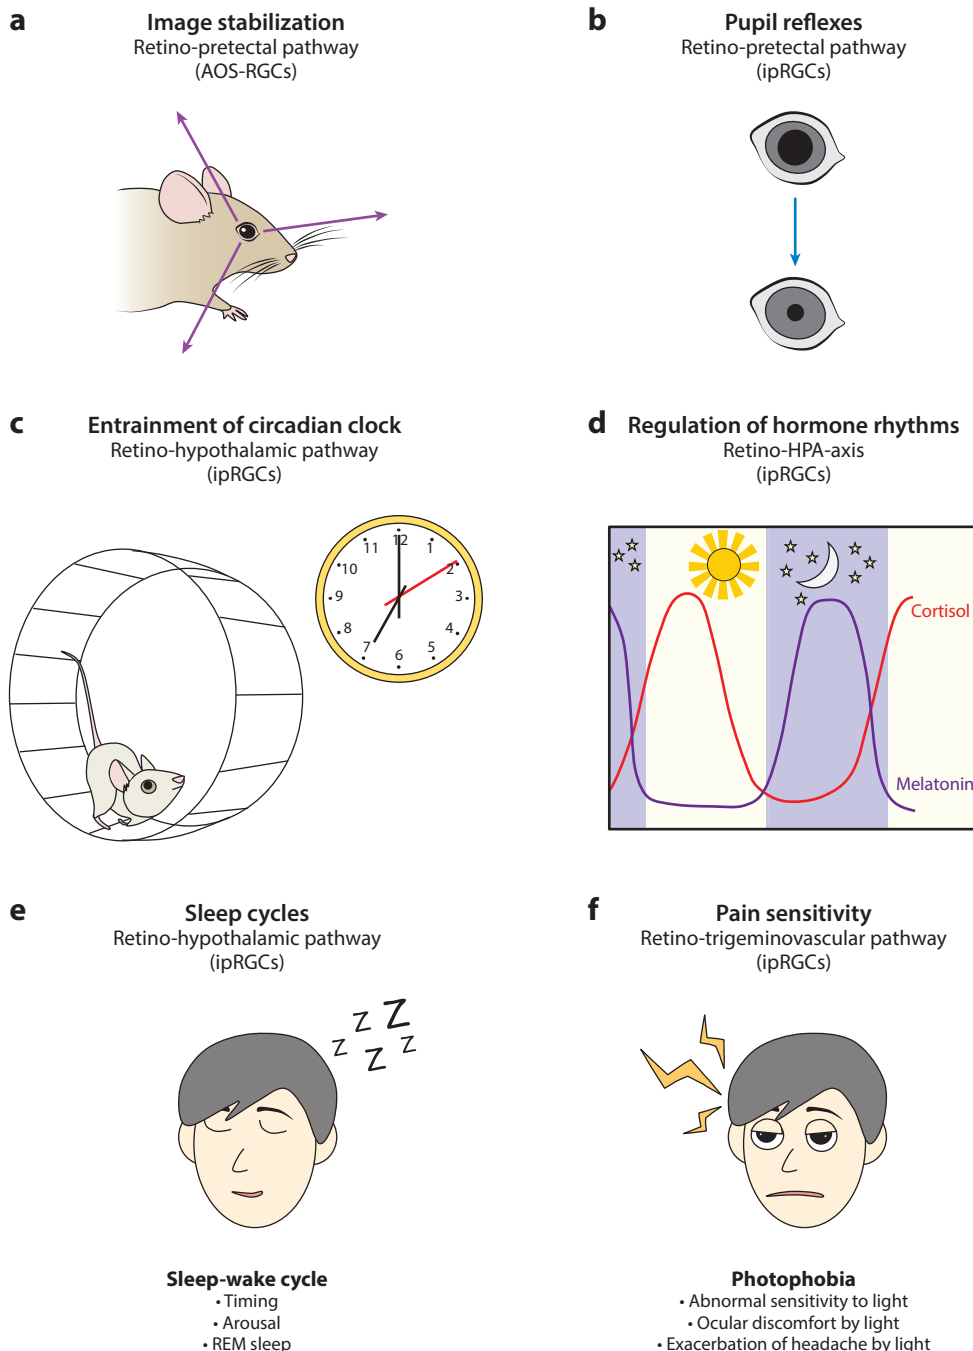 a
Image stabilization
Retino-pretectal pathway
(AOS-RGCs)
b
Pupil reflexes
Retino-pretectal pathway
(ipRGCs)
c
Entrainment of circadian clock
Retino-hypothalamic pathway
(ipRGCs)
12
1
2
3
4
5
6
7
8
9
10
11
d
Regulation of hormone rhythms
Retino-HPA-axis
(ipRGCs)
Cortisol
Melatonin
e
Sleep cycles
Retino-hypothalamic pathway
(ipRGCs)
Z Z Z Z Z
Sleep-wake cycle
• Timing
• Arousal
• REM sleep
f
Pain sensitivity
Retino-trigeminovascular pathway
(ipRGCs)
Photophobia
• Abnormal sensitivity to light
• Ocular discomfort by light
• Exacerbation of headache by light